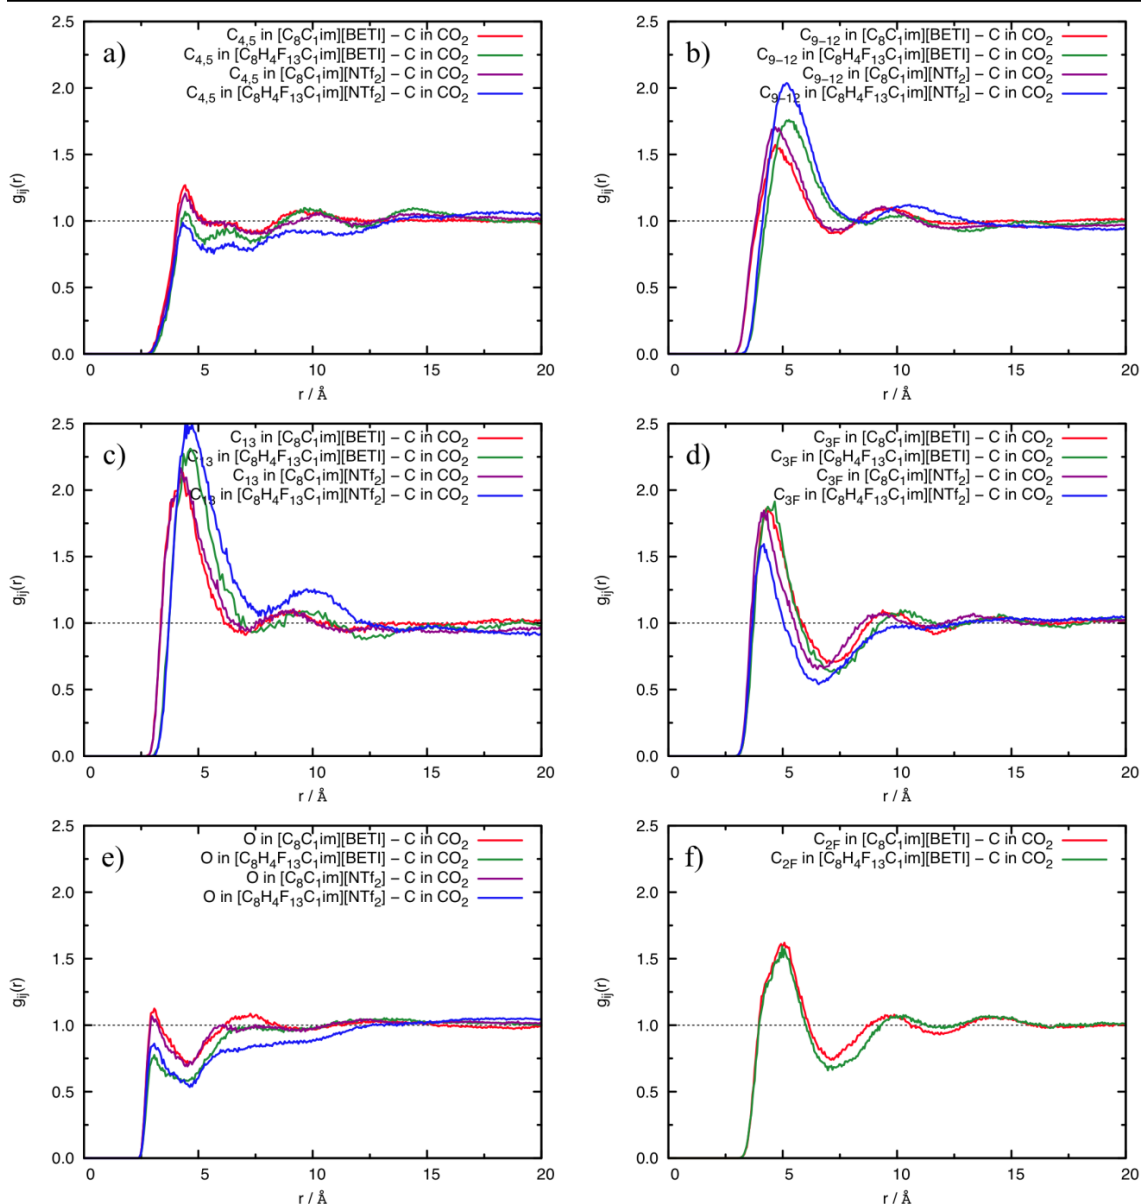 a)
C4,5 in [C8C1im][BETI] – C in CO2
C4,5 in [C8H4F13C1im][BETI] – C in CO2
C4,5 in [C8C1im][NTf2] – C in CO2
C4,5 in [C8H4F13C1im][NTf2] – C in CO2
2.5
2.0
1.5
1.0
0.5
0.0
gij(r)
0 5 10 15 20
r / Å
b)
C9−12 in [C8C1im][BETI] – C in CO2
C9−12 in [C8H4F13C1im][BETI] – C in CO2
C9−12 in [C8C1im][NTf2] – C in CO2
C9−12 in [C8H4F13C1im][NTf2] – C in CO2
2.5
2.0
1.5
1.0
0.5
0.0
gij(r)
0 5 10 15 20
r / Å
c)
C13 in [C8C1im][BETI] – C in CO2
C13 in [C8H4F13C1im][BETI] – C in CO2
C13 in [C8C1im][NTf2] – C in CO2
C13 in [C8H4F13C1im][NTf2] – C in CO2
2.5
2.0
1.5
1.0
0.5
0.0
gij(r)
0 5 10 15 20
r / Å
d)
C3F in [C8C1im][BETI] – C in CO2
C3F in [C8H4F13C1im][BETI] – C in CO2
C3F in [C8C1im][NTf2] – C in CO2
C3F in [C8H4F13C1im][NTf2] – C in CO2
2.5
2.0
1.5
1.0
0.5
0.0
gij(r)
0 5 10 15 20
r / Å
e)
O in [C8C1im][BETI] – C in CO2
O in [C8H4F13C1im][BETI] – C in CO2
O in [C8C1im][NTf2] – C in CO2
O in [C8H4F13C1im][NTf2] – C in CO2
2.5
2.0
1.5
1.0
0.5
0.0
gij(r)
0 5 10 15 20
r / Å
f)
C2F in [C8C1im][BETI] – C in CO2
C2F in [C8H4F13C1im][BETI] – C in CO2
2.5
2.0
1.5
1.0
0.5
0.0
gij(r)
0 5 10 15 20
r / Å